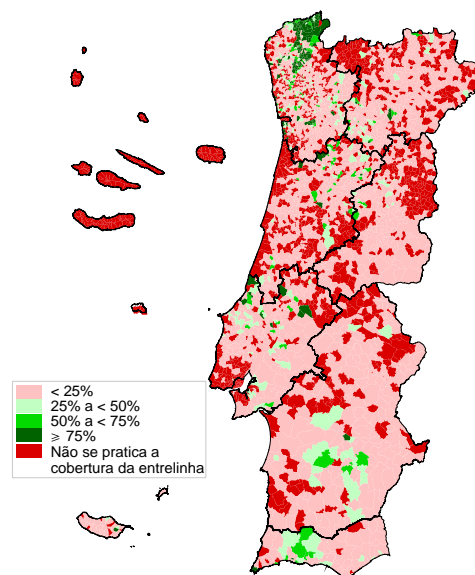 < 25%
25% a < 50%
50% a < 75%
⩾ 75%
Não se pratica a
cobertura da entrelinha